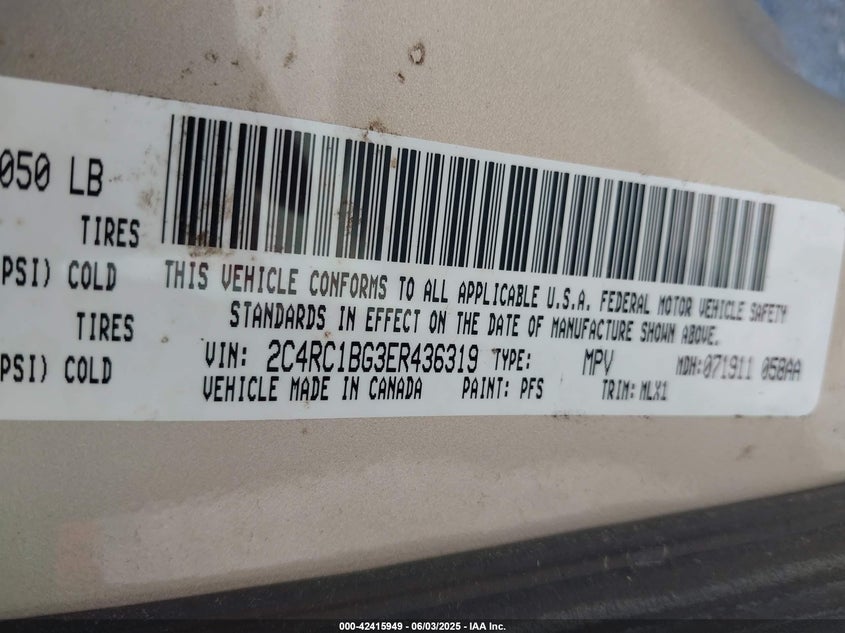 050 LB
TIRES
PSI) COLD
TIRES
PSI) COLD
THIS VEHICLE CONFORMS TO ALL APPLICABLE U.S.A. FEDERAL MOTOR VEHICLE SAFETY
STANDARDS IN EFFECT ON THE DATE OF MANUFACTURE SHOWN ABOVE.
VIN: 2C4RC1BG3ER436319 TYPE: MPV MDH:071911 058AA
VEHICLE MADE IN CANADA PAINT: PFS TRIM: MLX1
000-42415949 - 06/03/2025 - IAA Inc.